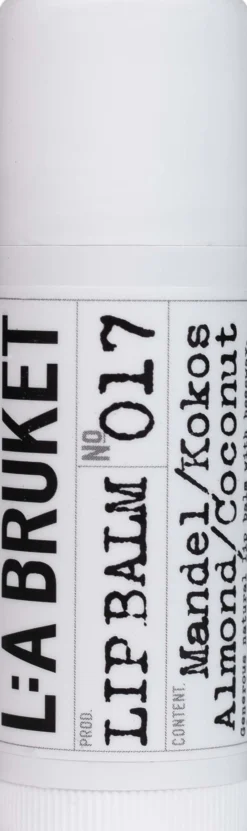 L:A BRUKET
PROD. LIP BALM No 017
CONTENT. Mandel/Kokos
Almond/Coconut